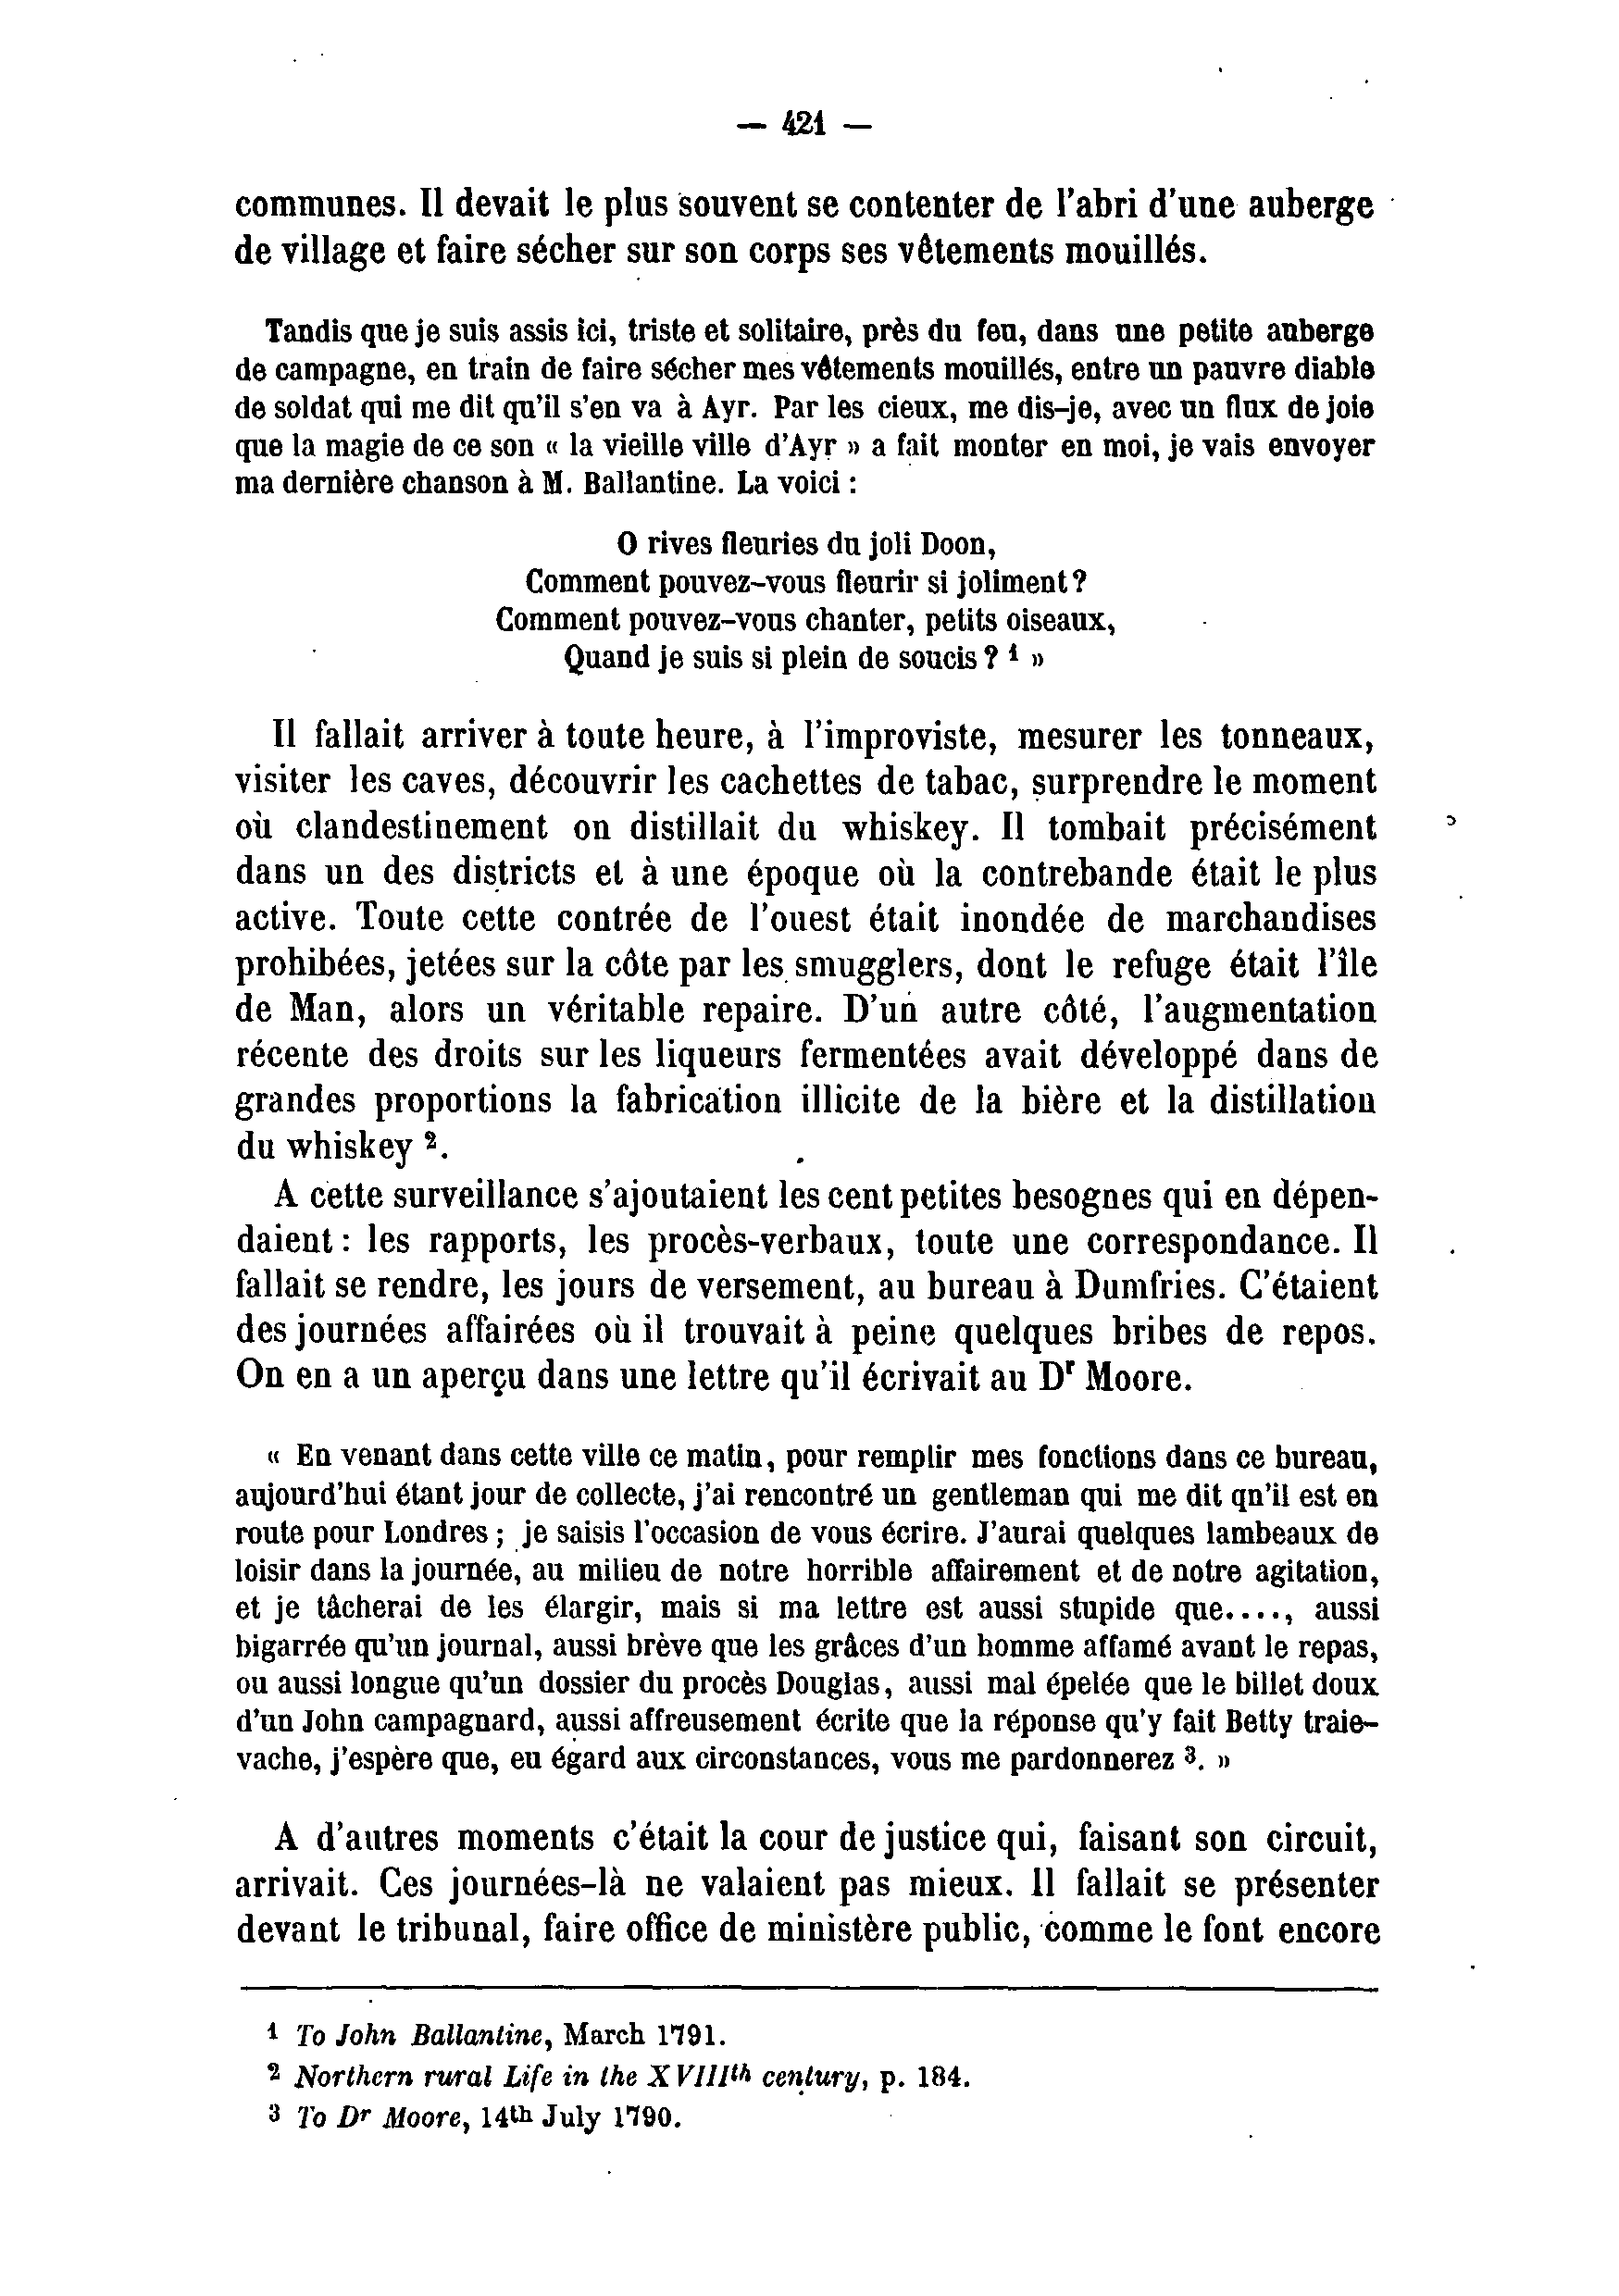 — 421 —
communes. Il devait le plus souvent se contenter de l'abri d'une auberge
de village et faire sécher sur son corps ses vêtements mouillés.
Tandis que je suis assis ici, triste et solitaire, près du feu, dans une petite auberge
de campagne, en train de faire sécher mes vêtements mouillés, entre un pauvre diable
de soldat qui me dit qu'il s'en va à Ayr. Par les cieux, me dis-je, avec un flux de joie
que la magie de ce son « la vieille ville d'Ayr » a fait monter en moi, je vais envoyer
ma dernière chanson à M. Ballantine. La voici :
O rives fleuries du joli Doon,
Comment pouvez-vous fleurir si joliment ?
Comment pouvez-vous chanter, petits oiseaux,
Quand je suis si plein de soucis ? ¹ »
Il fallait arriver à toute heure, à l'improviste, mesurer les tonneaux,
visiter les caves, découvrir les cachettes de tabac, surprendre le moment
où clandestinement on distillait du whiskey. Il tombait précisément
dans un des districts et à une époque où la contrebande était le plus
active. Toute cette contrée de l'ouest était inondée de marchandises
prohibées, jetées sur la côte par les smugglers, dont le refuge était l'île
de Man, alors un véritable repaire. D'un autre côté, l'augmentation
récente des droits sur les liqueurs fermentées avait développé dans de
grandes proportions la fabrication illicite de la bière et la distillation
du whiskey ².
A cette surveillance s'ajoutaient les cent petites besognes qui en dépen-
daient : les rapports, les procès-verbaux, toute une correspondance. Il
fallait se rendre, les jours de versement, au bureau à Dumfries. C'étaient
des journées affairées où il trouvait à peine quelques bribes de repos.
On en a un aperçu dans une lettre qu'il écrivait au Dʳ Moore.
« En venant dans cette ville ce matin, pour remplir mes fonctions dans ce bureau,
aujourd'hui étant jour de collecte, j'ai rencontré un gentleman qui me dit qn'il est en
route pour Londres ; je saisis l'occasion de vous écrire. J'aurai quelques lambeaux de
loisir dans la journée, au milieu de notre horrible affairement et de notre agitation,
et je tâcherai de les élargir, mais si ma lettre est aussi stupide que...., aussi
bigarrée qu'un journal, aussi brève que les grâces d'un homme affamé avant le repas,
ou aussi longue qu'un dossier du procès Douglas, aussi mal épelée que le billet doux
d'un John campagnard, aussi affreusement écrite que la réponse qu'y fait Betty traie-
vache, j'espère que, eu égard aux circonstances, vous me pardonnerez ³. »
A d'autres moments c'était la cour de justice qui, faisant son circuit,
arrivait. Ces journées-là ne valaient pas mieux. Il fallait se présenter
devant le tribunal, faire office de ministère public, comme le font encore
¹ To John Ballantine, March 1791.
² Northern rural Life in the XVIIIth century, p. 184.
³ To Dr Moore, 14th July 1790.